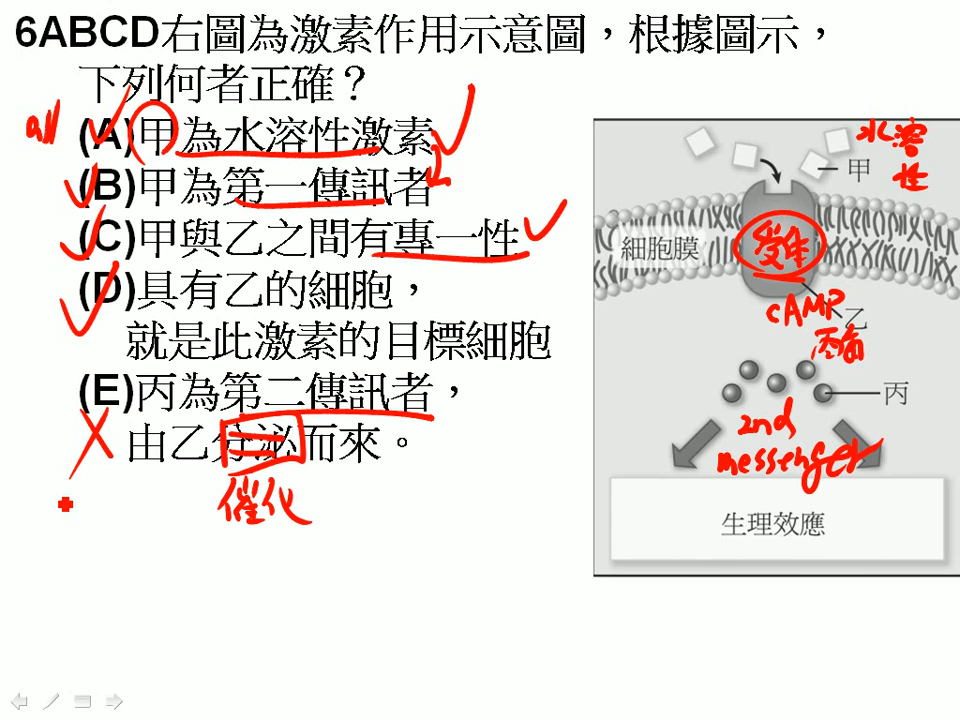 6ABCD右圖為激素作用示意圖，根據圖示，
下列何者正確？
all
(A)甲為水溶性激素
(B)甲為第一傳訊者
(C)甲與乙之間有專一性
(D)具有乙的細胞，
就是此激素的目標細胞
(E)丙為第二傳訊者，
由乙分泌而來。
催化
水溶性
甲
細胞膜
受体
乙
cAMP
丙
2nd
messenger
生理效應